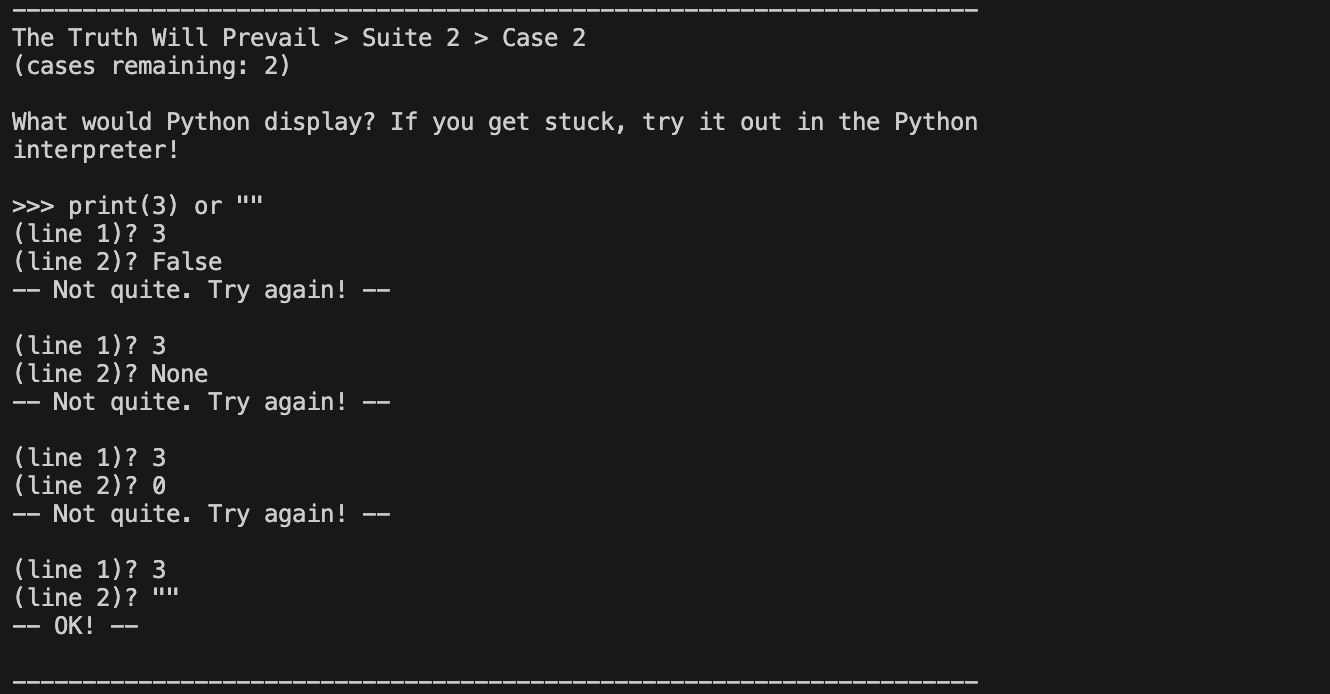 ---------------------------------------------------------------------
The Truth Will Prevail > Suite 2 > Case 2
(cases remaining: 2)
What would Python display? If you get stuck, try it out in the Python
interpreter!
>>> print(3) or ""
(line 1)? 3
(line 2)? False
-- Not quite. Try again! --
(line 1)? 3
(line 2)? None
-- Not quite. Try again! --
(line 1)? 3
(line 2)? 0
-- Not quite. Try again! --
(line 1)? 3
(line 2)? ""
-- OK! --
---------------------------------------------------------------------